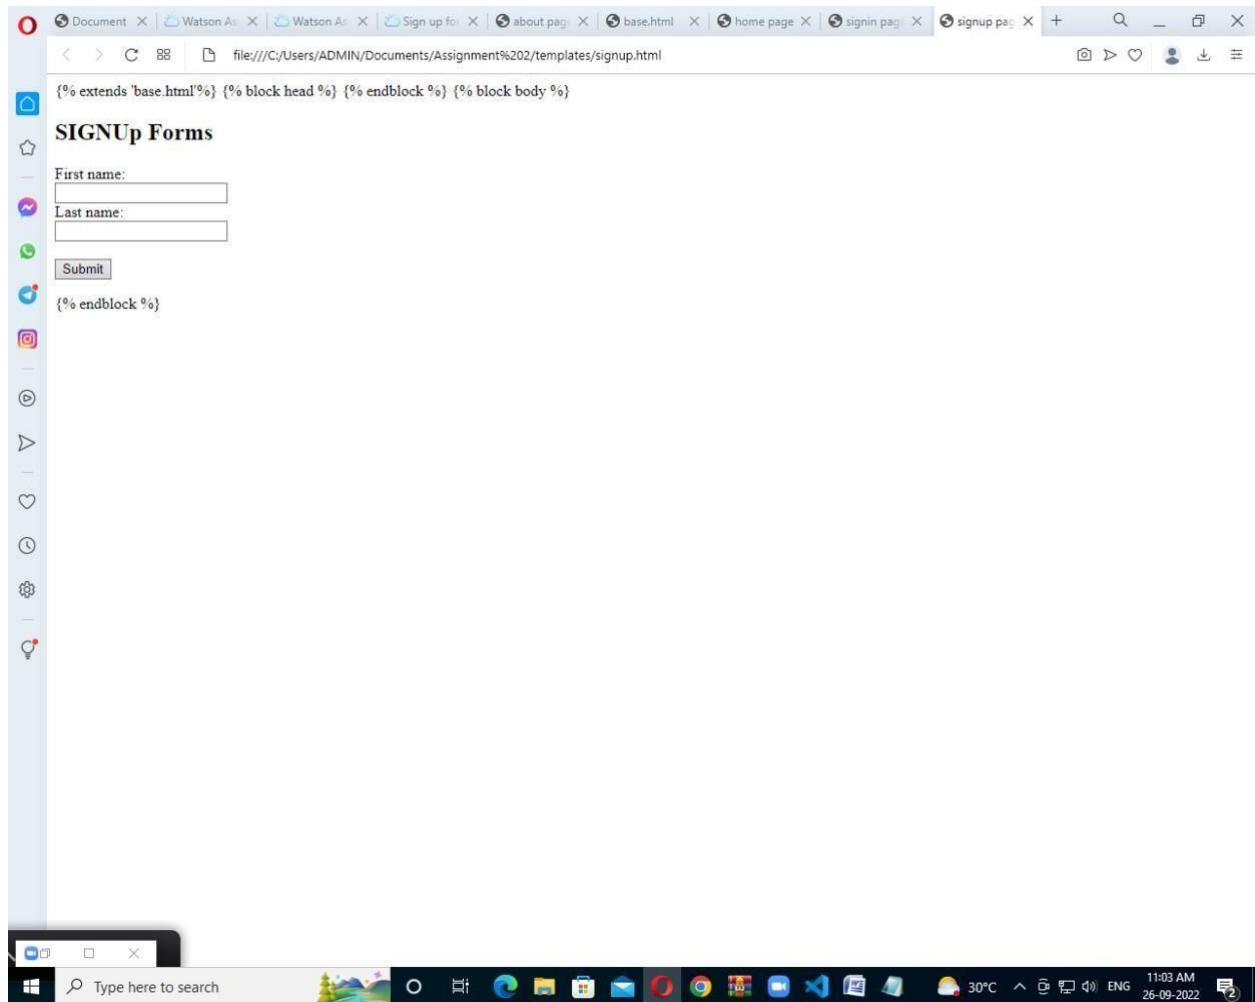 Document
Watson As
Watson As
Sign up for
about pag
base.html
home page
signin pag
signup pag
file:///C:/Users/ADMIN/Documents/Assignment%202/templates/signup.html
{% extends 'base.html'%} {% block head %} {% endblock %} {% block body %}
SIGNUp Forms
First name:
Last name:
Submit
{% endblock %}
Type here to search
30°C
ENG
11:03 AM
26-09-2022
2